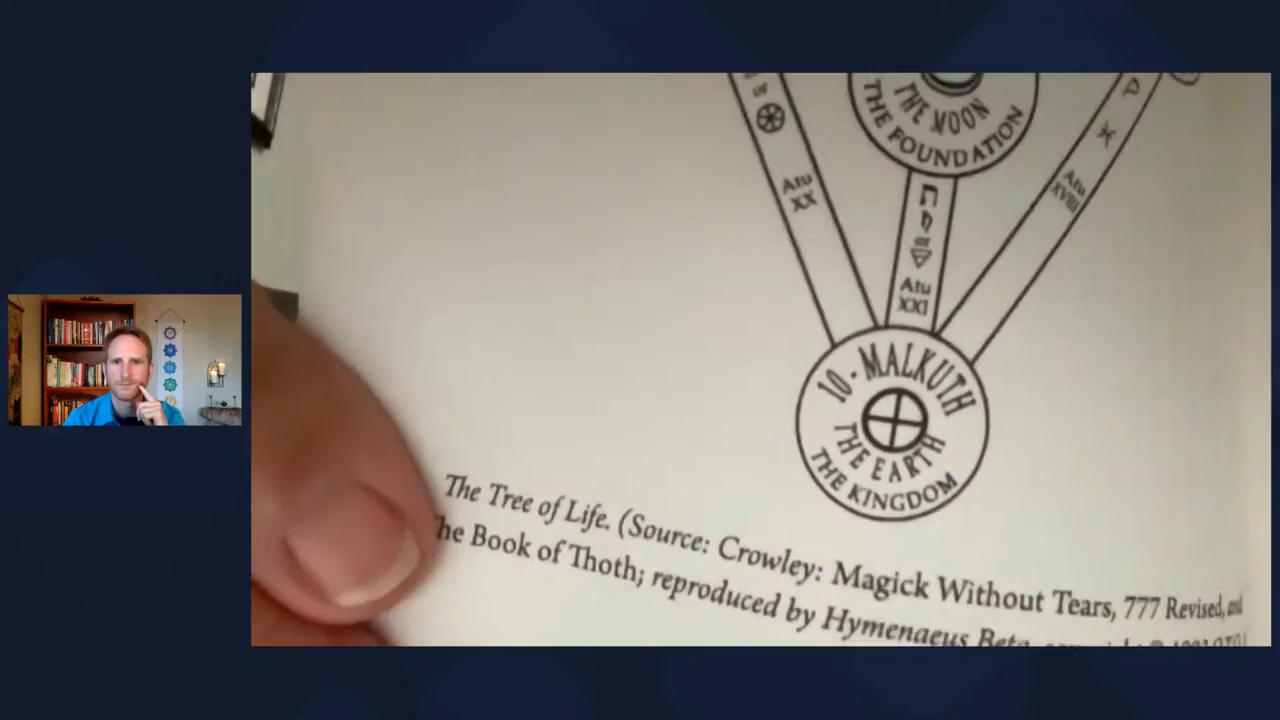 THE MOON
THE FOUNDATION
Atu
XX
Atu
XVIII
ת
Atu
XXI
10 - MALKUTH
THE EARTH
THE KINGDOM
The Tree of Life. (Source: Crowley: Magick Without Tears, 777 Revised, and
he Book of Thoth; reproduced by Hymenaeus Beta,